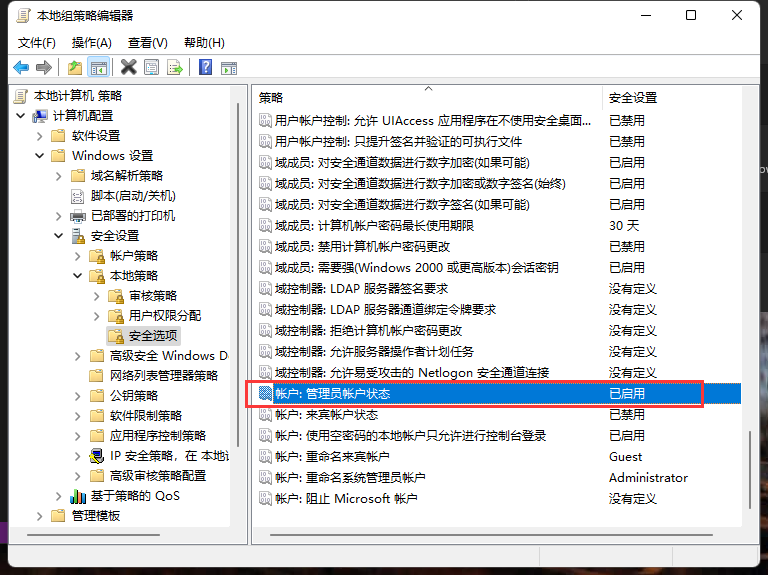 本地组策略编辑器
文件(F) 操作(A) 查看(V) 帮助(H)
本地计算机 策略
计算机配置
软件设置
Windows 设置
域名解析策略
脚本(启动/关机)
已部署的打印机
安全设置
帐户策略
本地策略
审核策略
用户权限分配
安全选项
高级安全 Windows D
网络列表管理器策略
公钥策略
软件限制策略
应用程序控制策略
IP 安全策略，在 本地
高级审核策略配置
基于策略的 QoS
管理模板
策略 安全设置
用户帐户控制: 允许 UIAccess 应用程序在不使用安全桌面... 已禁用
用户帐户控制: 只提升签名并验证的可执行文件 已禁用
域成员: 对安全通道数据进行数字加密(如果可能) 已启用
域成员: 对安全通道数据进行数字加密或数字签名(始终) 已启用
域成员: 对安全通道数据进行数字签名(如果可能) 已启用
域成员: 计算机帐户密码最长使用期限 30 天
域成员: 禁用计算机帐户密码更改 已禁用
域成员: 需要强(Windows 2000 或更高版本)会话密钥 已启用
域控制器: LDAP 服务器签名要求 没有定义
域控制器: LDAP 服务器通道绑定令牌要求 没有定义
域控制器: 拒绝计算机帐户密码更改 没有定义
域控制器: 允许服务器操作者计划任务 没有定义
域控制器: 允许易受攻击的 Netlogon 安全通道连接 没有定义
帐户: 管理员帐户状态 已启用
帐户: 来宾帐户状态 已禁用
帐户: 使用空密码的本地帐户只允许进行控制台登录 已启用
帐户: 重命名来宾帐户 Guest
帐户: 重命名系统管理员帐户 Administrator
帐户: 阻止 Microsoft 帐户 没有定义